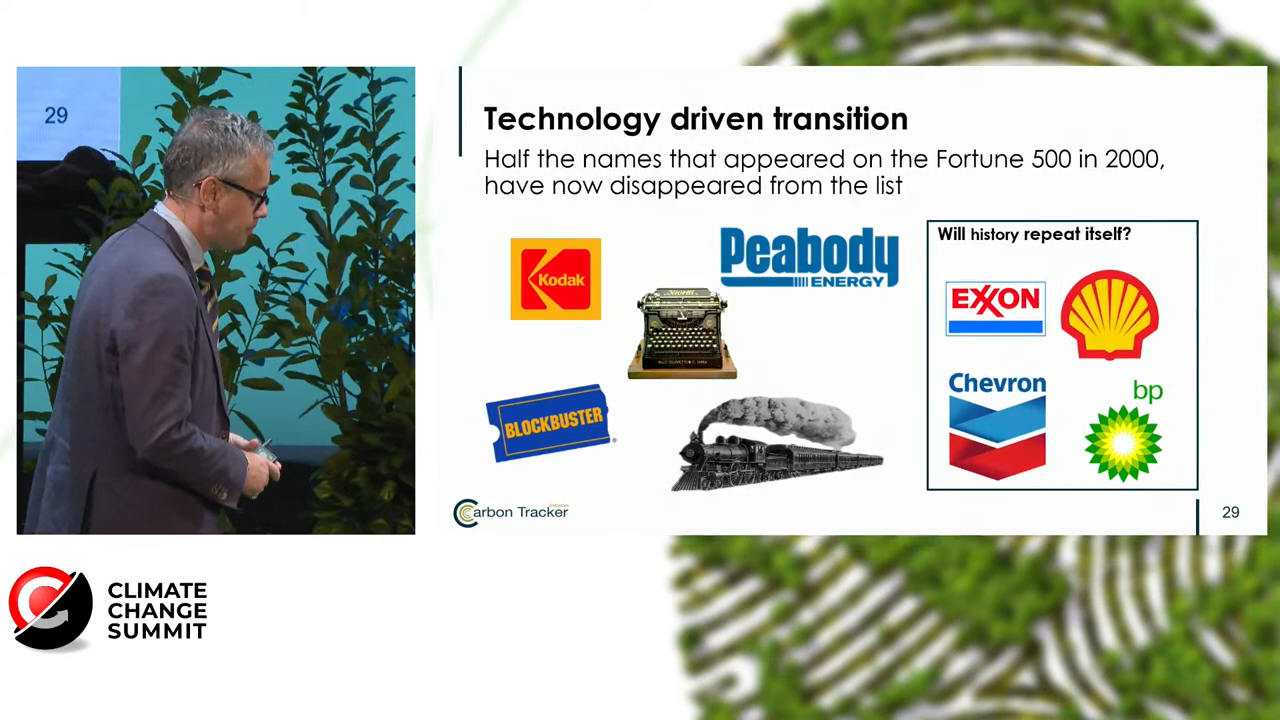 29
Technology driven transition
Half the names that appeared on the Fortune 500 in 2000,
have now disappeared from the list
Kodak
Peabody
ENERGY
BLOCKBUSTER
Will history repeat itself?
EXXON
Chevron
bp
Carbon Tracker
29
CLIMATE
CHANGE
SUMMIT